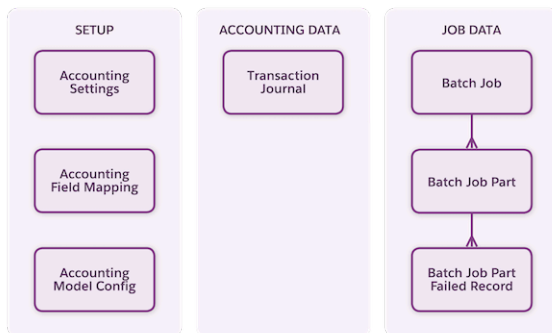 SETUP
Accounting
Settings
Accounting
Field Mapping
Accounting
Model Config
ACCOUNTING DATA
Transaction
Journal
JOB DATA
Batch Job
Batch Job Part
Batch Job Part
Failed Record